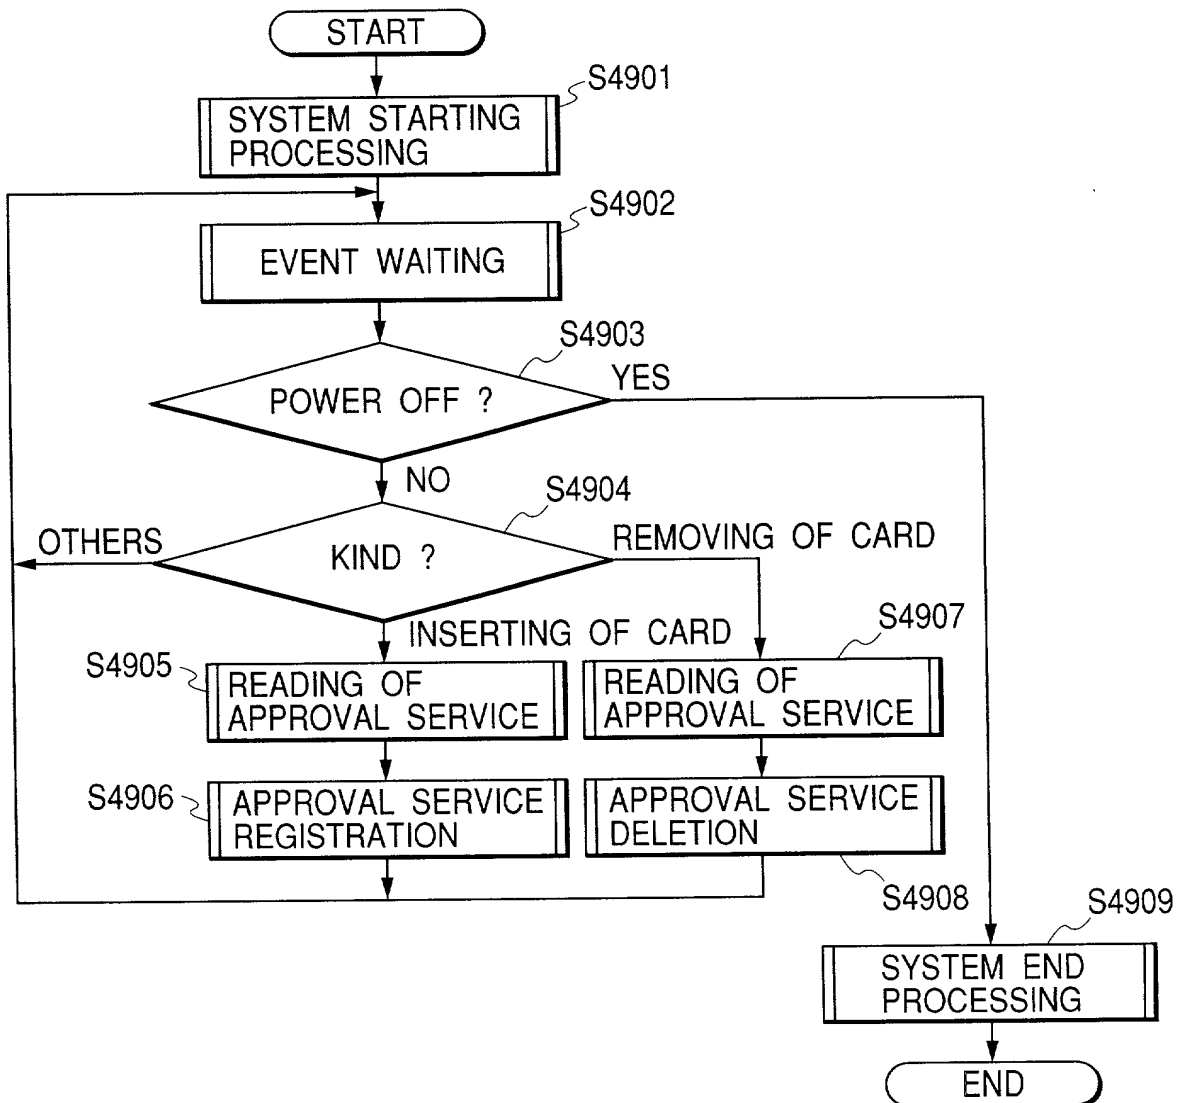 START
S4901
SYSTEM STARTING
PROCESSING
S4902
EVENT WAITING
S4903
POWER OFF ?
YES
NO
S4904
OTHERS
KIND ?
REMOVING OF CARD
INSERTING OF CARD
S4907
S4905
READING OF
APPROVAL SERVICE
READING OF
APPROVAL SERVICE
S4906
APPROVAL SERVICE
REGISTRATION
APPROVAL SERVICE
DELETION
S4908
S4909
SYSTEM END
PROCESSING
END